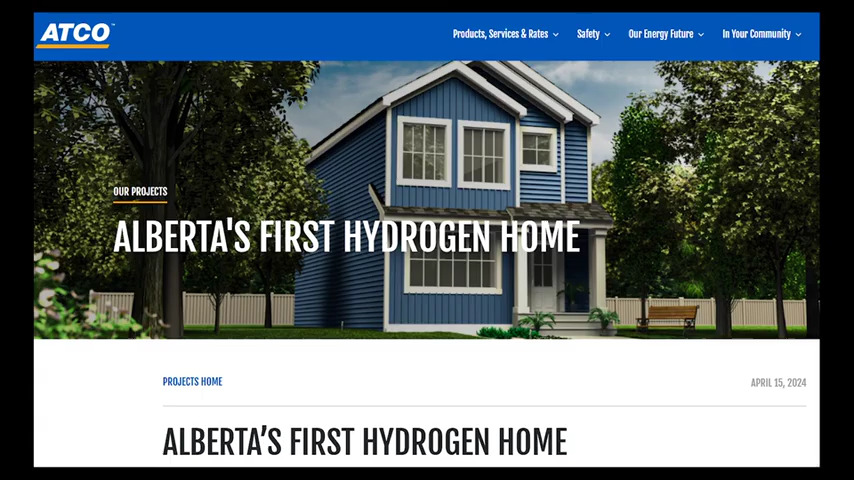 ATCO™
Products, Services & Rates
Safety
Our Energy Future
In Your Community
OUR PROJECTS
ALBERTA'S FIRST HYDROGEN HOME
PROJECTS HOME
APRIL 15, 2024
ALBERTA’S FIRST HYDROGEN HOME